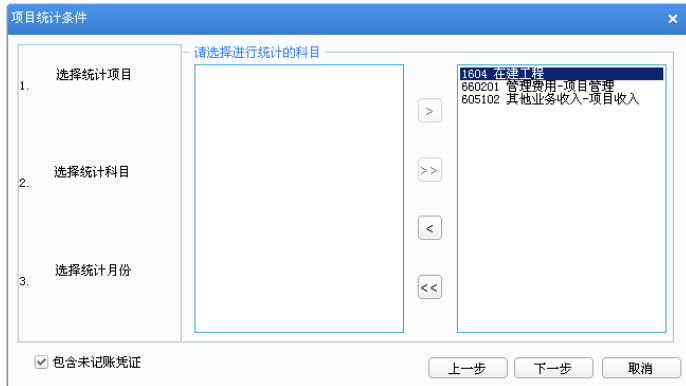 项目统计条件
×
1. 选择统计项目
2. 选择统计科目
3. 选择统计月份
请选择进行统计的科目
>
>>
<
<<
1604 在建工程
660201 管理费用-项目管理
605102 其他业务收入-项目收入
包含未记账凭证
上一步
下一步
取消